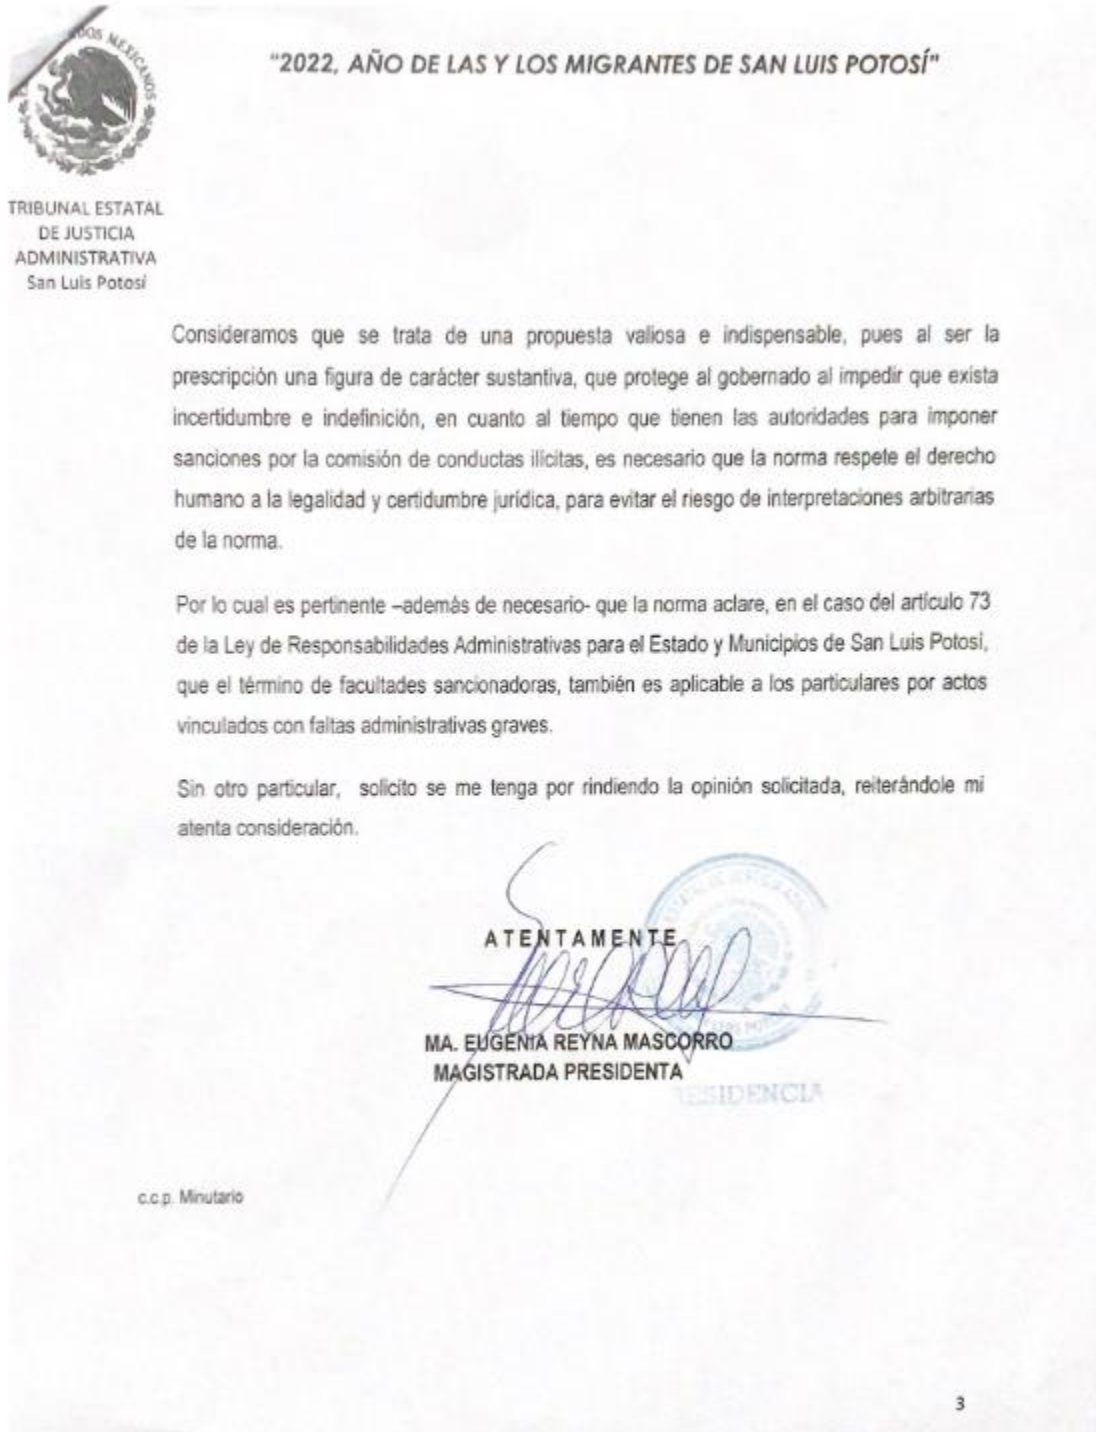 "2022, AÑO DE LAS Y LOS MIGRANTES DE SAN LUIS POTOSÍ"
MEXICANOS
TRIBUNAL ESTATAL
DE JUSTICIA
ADMINISTRATIVA
San Luis Potosí
Consideramos que se trata de una propuesta valiosa e indispensable, pues al ser la
prescripción una figura de carácter sustantiva, que protege al gobernado al impedir que exista
incertidumbre e indefinición, en cuanto al tiempo que tienen las autoridades para imponer
sanciones por la comisión de conductas ilícitas, es necesario que la norma respete el derecho
humano a la legalidad y certidumbre jurídica, para evitar el riesgo de interpretaciones arbitrarias
de la norma.
Por lo cual es pertinente –además de necesario- que la norma aclare, en el caso del artículo 73
de la Ley de Responsabilidades Administrativas para el Estado y Municipios de San Luis Potosí,
que el término de facultades sancionadoras, también es aplicable a los particulares por actos
vinculados con faltas administrativas graves.
Sin otro particular, solicito se me tenga por rindiendo la opinión solicitada, reiterándole mi
atenta consideración.
ATENTAMENTE
MA. EUGENIA REYNA MASCORRO
MAGISTRADA PRESIDENTA
c.c.p. Minutario
3